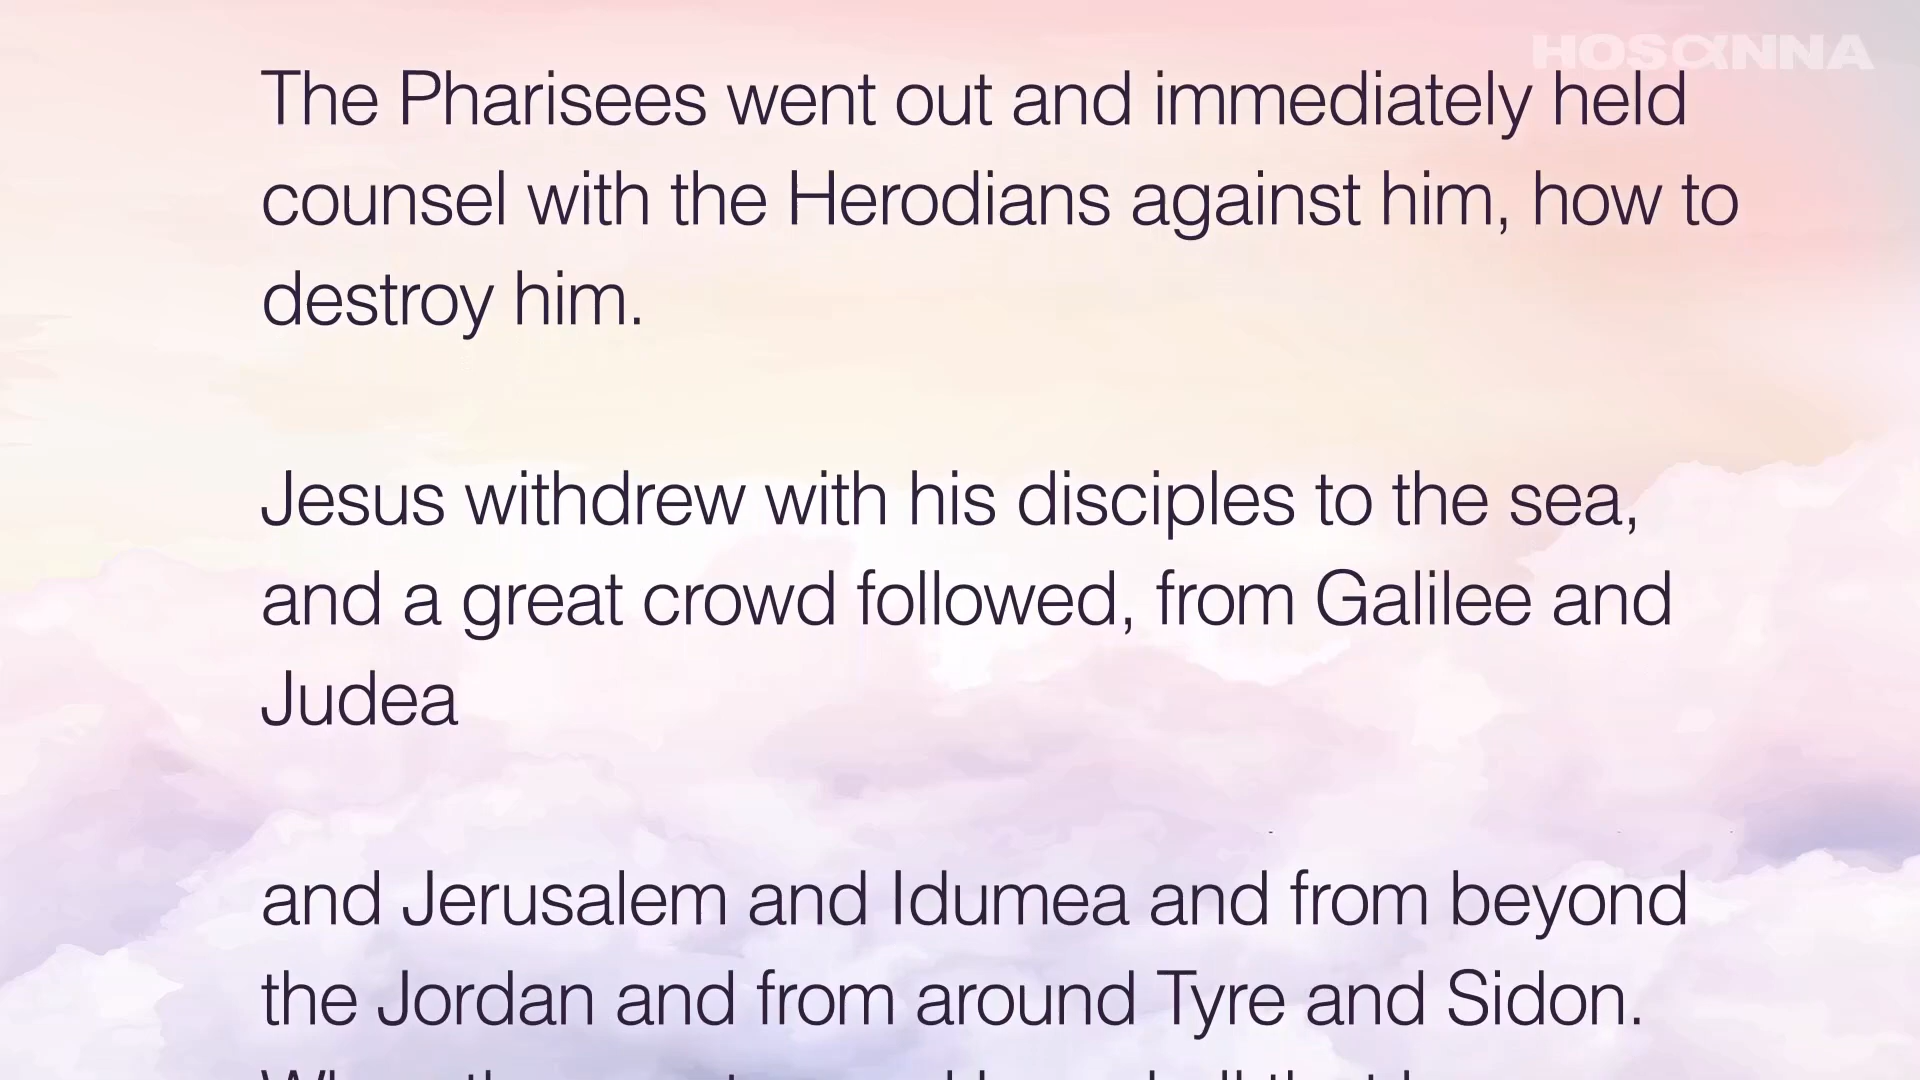 HOSANNA
The Pharisees went out and immediately held
counsel with the Herodians against him, how to
destroy him.
Jesus withdrew with his disciples to the sea,
and a great crowd followed, from Galilee and
Judea
and Jerusalem and Idumea and from beyond
the Jordan and from around Tyre and Sidon.